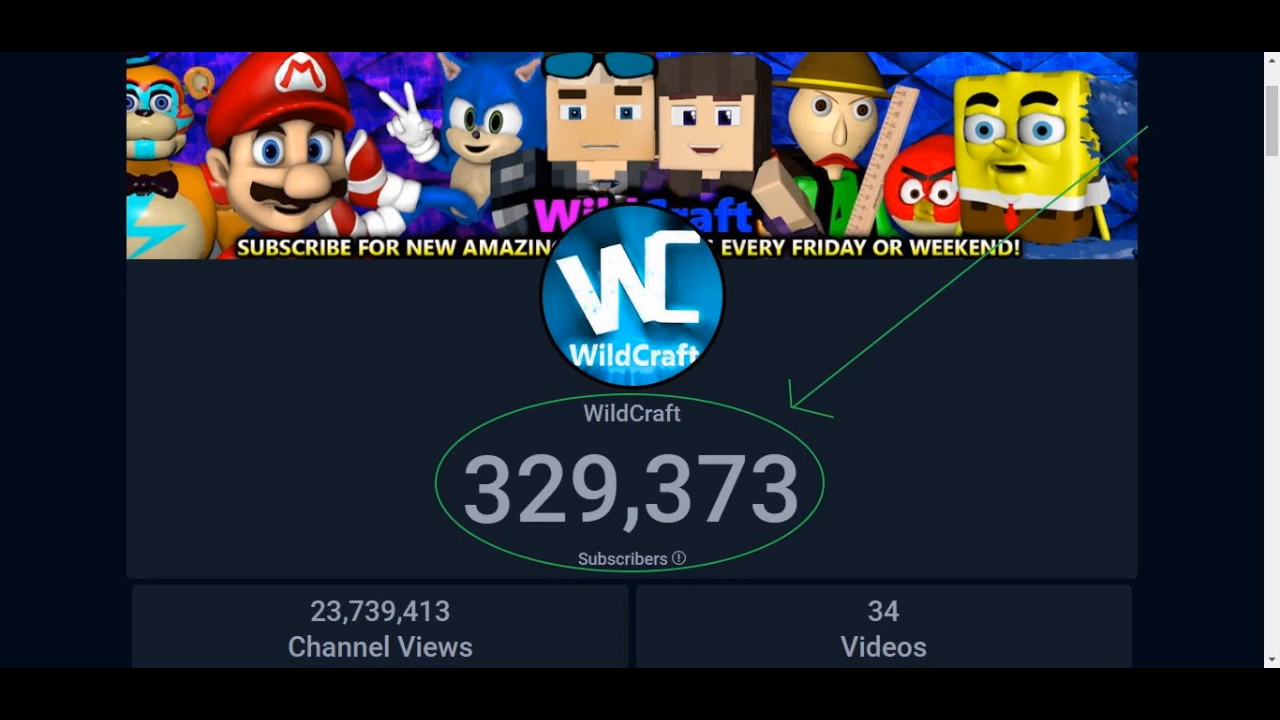 M
WildCraft
SUBSCRIBE FOR NEW AMAZIN
EVERY FRIDAY OR WEEKEND!
WC
WildCraft
WildCraft
329,373
Subscribers
23,739,413
Channel Views
34
Videos